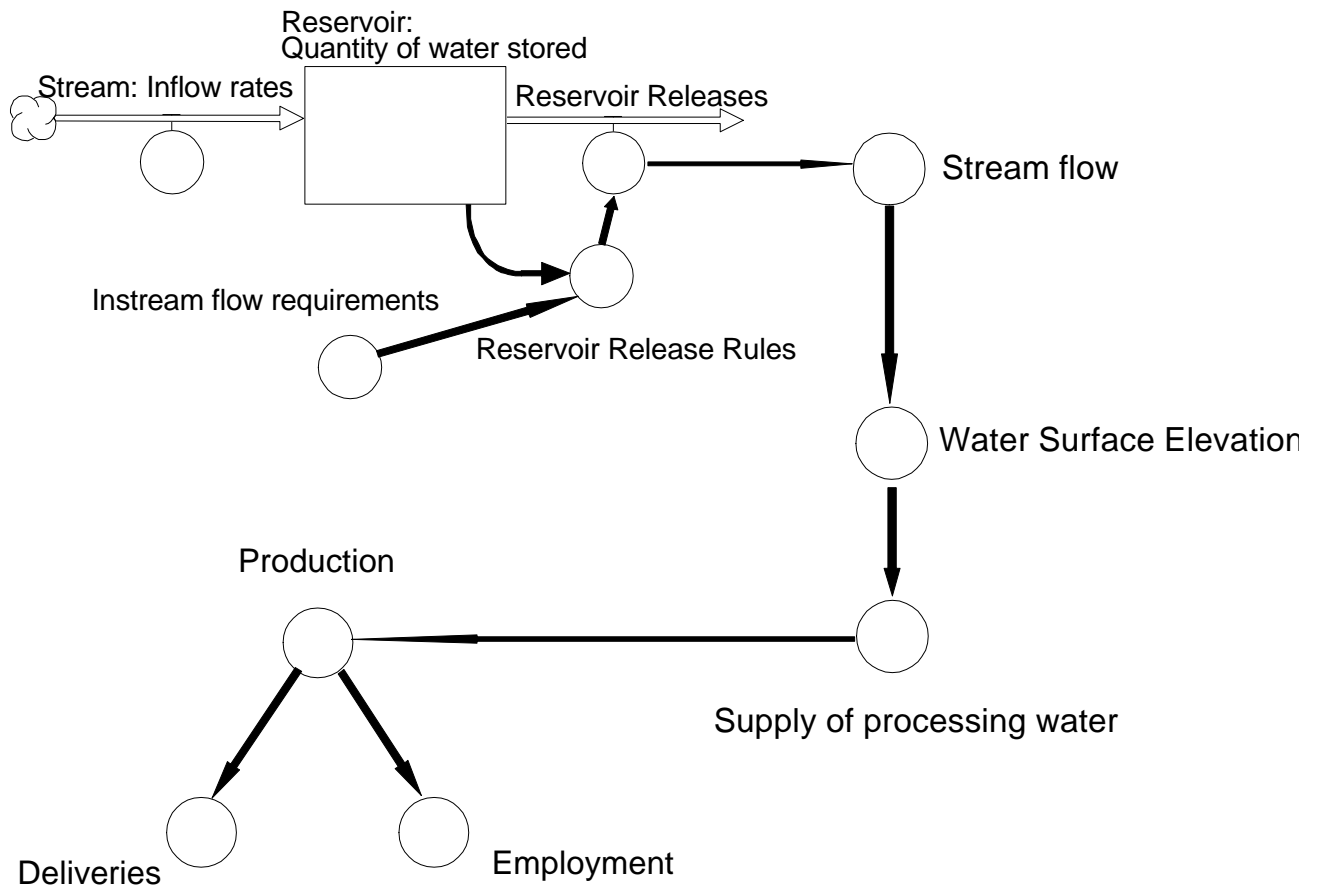 Reservoir:
Quantity of water stored
Stream: Inflow rates
Reservoir Releases
Stream flow
Instream flow requirements
Reservoir Release Rules
Water Surface Elevation
Production
Supply of processing water
Deliveries
Employment